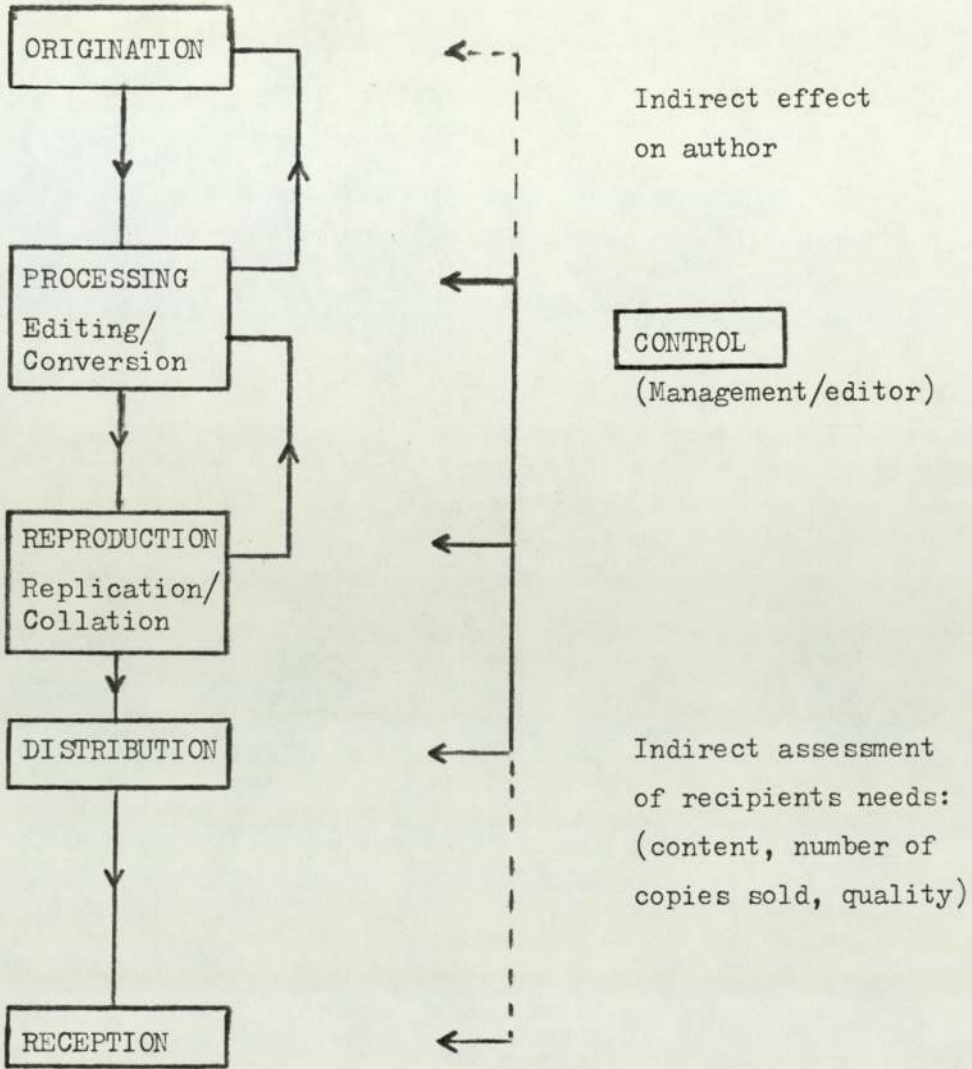 ORIGINATION
Indirect effect
on author
PROCESSING
Editing/
Conversion
CONTROL
(Management/editor)
REPRODUCTION
Replication/
Collation
DISTRIBUTION
Indirect assessment
of recipients needs:
(content, number of
copies sold, quality)
RECEPTION